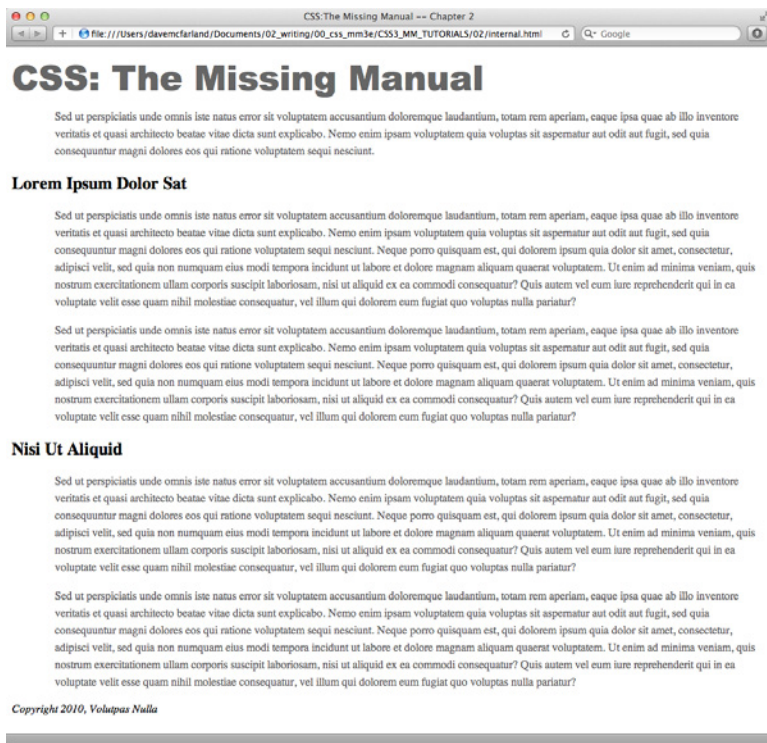 CSS:The Missing Manual -- Chapter 2
file:///Users/davemcfarland/Documents/02_writing/00_css_mm3e/CSS3_MM_TUTORIALS/02/internal.html
Google
CSS: The Missing Manual
Sed ut perspiciatis unde omnis iste natus error sit voluptatem accusantium doloremque laudantium, totam rem aperiam, eaque ipsa quae ab illo inventore
veritatis et quasi architecto beatae vitae dicta sunt explicabo. Nemo enim ipsam voluptatem quia voluptas sit aspernatur aut odit aut fugit, sed quia
consequuntur magni dolores eos qui ratione voluptatem sequi nesciunt.
Lorem Ipsum Dolor Sat
Sed ut perspiciatis unde omnis iste natus error sit voluptatem accusantium doloremque laudantium, totam rem aperiam, eaque ipsa quae ab illo inventore
veritatis et quasi architecto beatae vitae dicta sunt explicabo. Nemo enim ipsam voluptatem quia voluptas sit aspernatur aut odit aut fugit, sed quia
consequuntur magni dolores eos qui ratione voluptatem sequi nesciunt. Neque porro quisquam est, qui dolorem ipsum quia dolor sit amet, consectetur,
adipisci velit, sed quia non numquam eius modi tempora incidunt ut labore et dolore magnam aliquam quaerat voluptatem. Ut enim ad minima veniam, quis
nostrum exercitationem ullam corporis suscipit laboriosam, nisi ut aliquid ex ea commodi consequatur? Quis autem vel eum iure reprehenderit qui in ea
voluptate velit esse quam nihil molestiae consequatur, vel illum qui dolorem eum fugiat quo voluptas nulla pariatur?
Sed ut perspiciatis unde omnis iste natus error sit voluptatem accusantium doloremque laudantium, totam rem aperiam, eaque ipsa quae ab illo inventore
veritatis et quasi architecto beatae vitae dicta sunt explicabo. Nemo enim ipsam voluptatem quia voluptas sit aspernatur aut odit aut fugit, sed quia
consequuntur magni dolores eos qui ratione voluptatem sequi nesciunt. Neque porro quisquam est, qui dolorem ipsum quia dolor sit amet, consectetur,
adipisci velit, sed quia non numquam eius modi tempora incidunt ut labore et dolore magnam aliquam quaerat voluptatem. Ut enim ad minima veniam, quis
nostrum exercitationem ullam corporis suscipit laboriosam, nisi ut aliquid ex ea commodi consequatur? Quis autem vel eum iure reprehenderit qui in ea
voluptate velit esse quam nihil molestiae consequatur, vel illum qui dolorem eum fugiat quo voluptas nulla pariatur?
Nisi Ut Aliquid
Sed ut perspiciatis unde omnis iste natus error sit voluptatem accusantium doloremque laudantium, totam rem aperiam, eaque ipsa quae ab illo inventore
veritatis et quasi architecto beatae vitae dicta sunt explicabo. Nemo enim ipsam voluptatem quia voluptas sit aspernatur aut odit aut fugit, sed quia
consequuntur magni dolores eos qui ratione voluptatem sequi nesciunt. Neque porro quisquam est, qui dolorem ipsum quia dolor sit amet, consectetur,
adipisci velit, sed quia non numquam eius modi tempora incidunt ut labore et dolore magnam aliquam quaerat voluptatem. Ut enim ad minima veniam, quis
nostrum exercitationem ullam corporis suscipit laboriosam, nisi ut aliquid ex ea commodi consequatur? Quis autem vel eum iure reprehenderit qui in ea
voluptate velit esse quam nihil molestiae consequatur, vel illum qui dolorem eum fugiat quo voluptas nulla pariatur?
Sed ut perspiciatis unde omnis iste natus error sit voluptatem accusantium doloremque laudantium, totam rem aperiam, eaque ipsa quae ab illo inventore
veritatis et quasi architecto beatae vitae dicta sunt explicabo. Nemo enim ipsam voluptatem quia voluptas sit aspernatur aut odit aut fugit, sed quia
consequuntur magni dolores eos qui ratione voluptatem sequi nesciunt. Neque porro quisquam est, qui dolorem ipsum quia dolor sit amet, consectetur,
adipisci velit, sed quia non numquam eius modi tempora incidunt ut labore et dolore magnam aliquam quaerat voluptatem. Ut enim ad minima veniam, quis
nostrum exercitationem ullam corporis suscipit laboriosam, nisi ut aliquid ex ea commodi consequatur? Quis autem vel eum iure reprehenderit qui in ea
voluptate velit esse quam nihil molestiae consequatur, vel illum qui dolorem eum fugiat quo voluptas nulla pariatur?
Copyright 2010, Volutpas Nulla